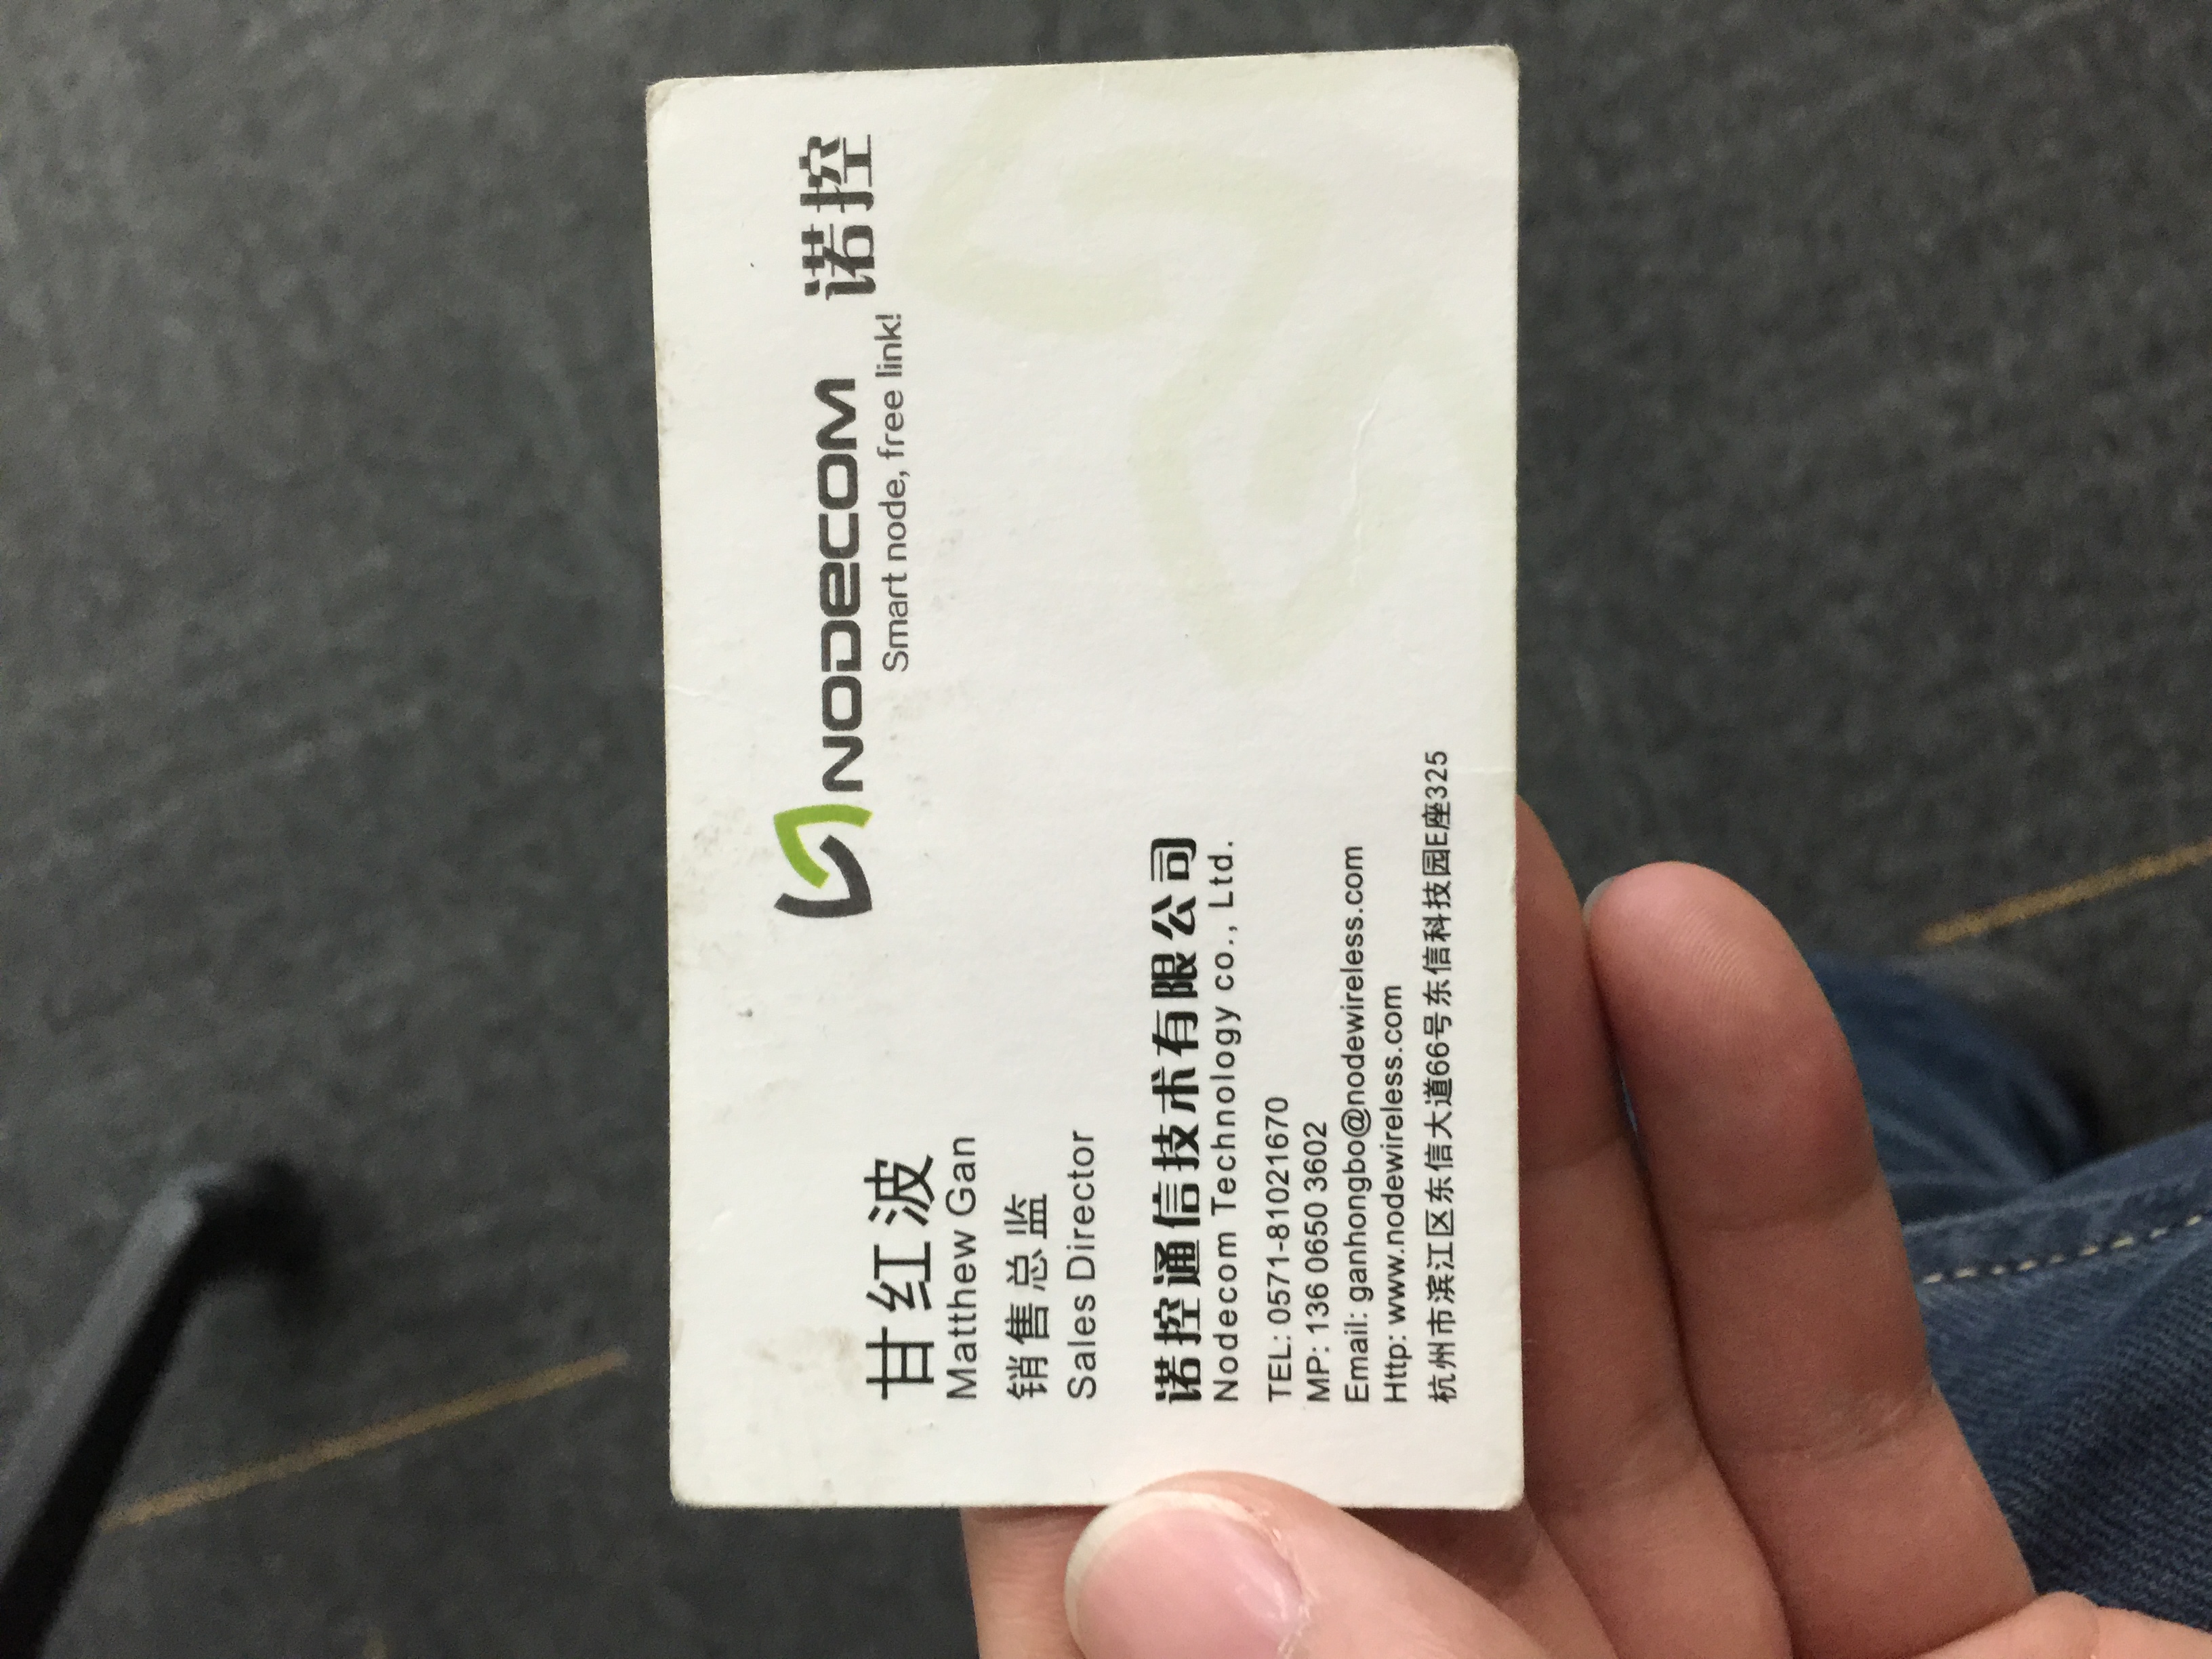 NODECOM 诺控
Smart node, free link!
甘红波
Matthew Gan
销售总监
Sales Director
诺控通信技术有限公司
Nodecom Technology co., Ltd.
TEL: 0571-81021670
MP: 136 0650 3602
Email: ganhongbo@nodewireless.com
Http: www.nodewireless.com
杭州市滨江区东信大道66号东信科技园E座325